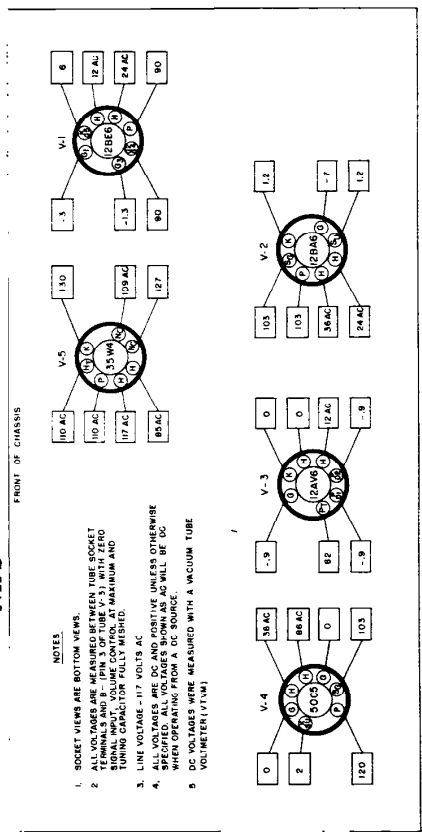 FRONT OF CHASSIS
NOTES
1. SOCKET VIEWS ARE BOTTOM VIEWS.
2 ALL VOLTAGES ARE MEASURED BETWEEN TUBE SOCKET
TERMINALS AND B- (PIN 3 OF TUBE V-3) WITH ZERO
SIGNAL INPUT, VOLUME CONTROL AT MAXIMUM AND
TUNING CAPACITOR FULLY MESHED.
3. LINE VOLTAGE - 117 VOLTS AC
4. ALL VOLTAGES ARE DC AND POSITIVE UNLESS OTHERWISE
SPECIFIED. ALL VOLTAGES SHOWN AS AC WILL BE DC
WHEN OPERATING FROM A DC SOURCE.
5 DC VOLTAGES WERE MEASURED WITH A VACUUM TUBE
VOLTMETER (VTVM)
V-5
110 AC
130
110 AC
117 AC
109 AC
85 AC
127
HT K
P NC
35W4
H H NC
V-1
-3
6
12 AC
24 AC
-1.3
90
90
G1
H
H
G3
P
12BE6
V-4
0
36 AC
2
86 AC
0
120
103
H
H
G
P
50C5
V-3
-.9
0
0
82
12 AC
-.9
-.9
G K
H
H
12AV6
V-2
103
1.2
103
36 AC
-.7
24 AC
1.2
K
P
G
H
H
12BA6